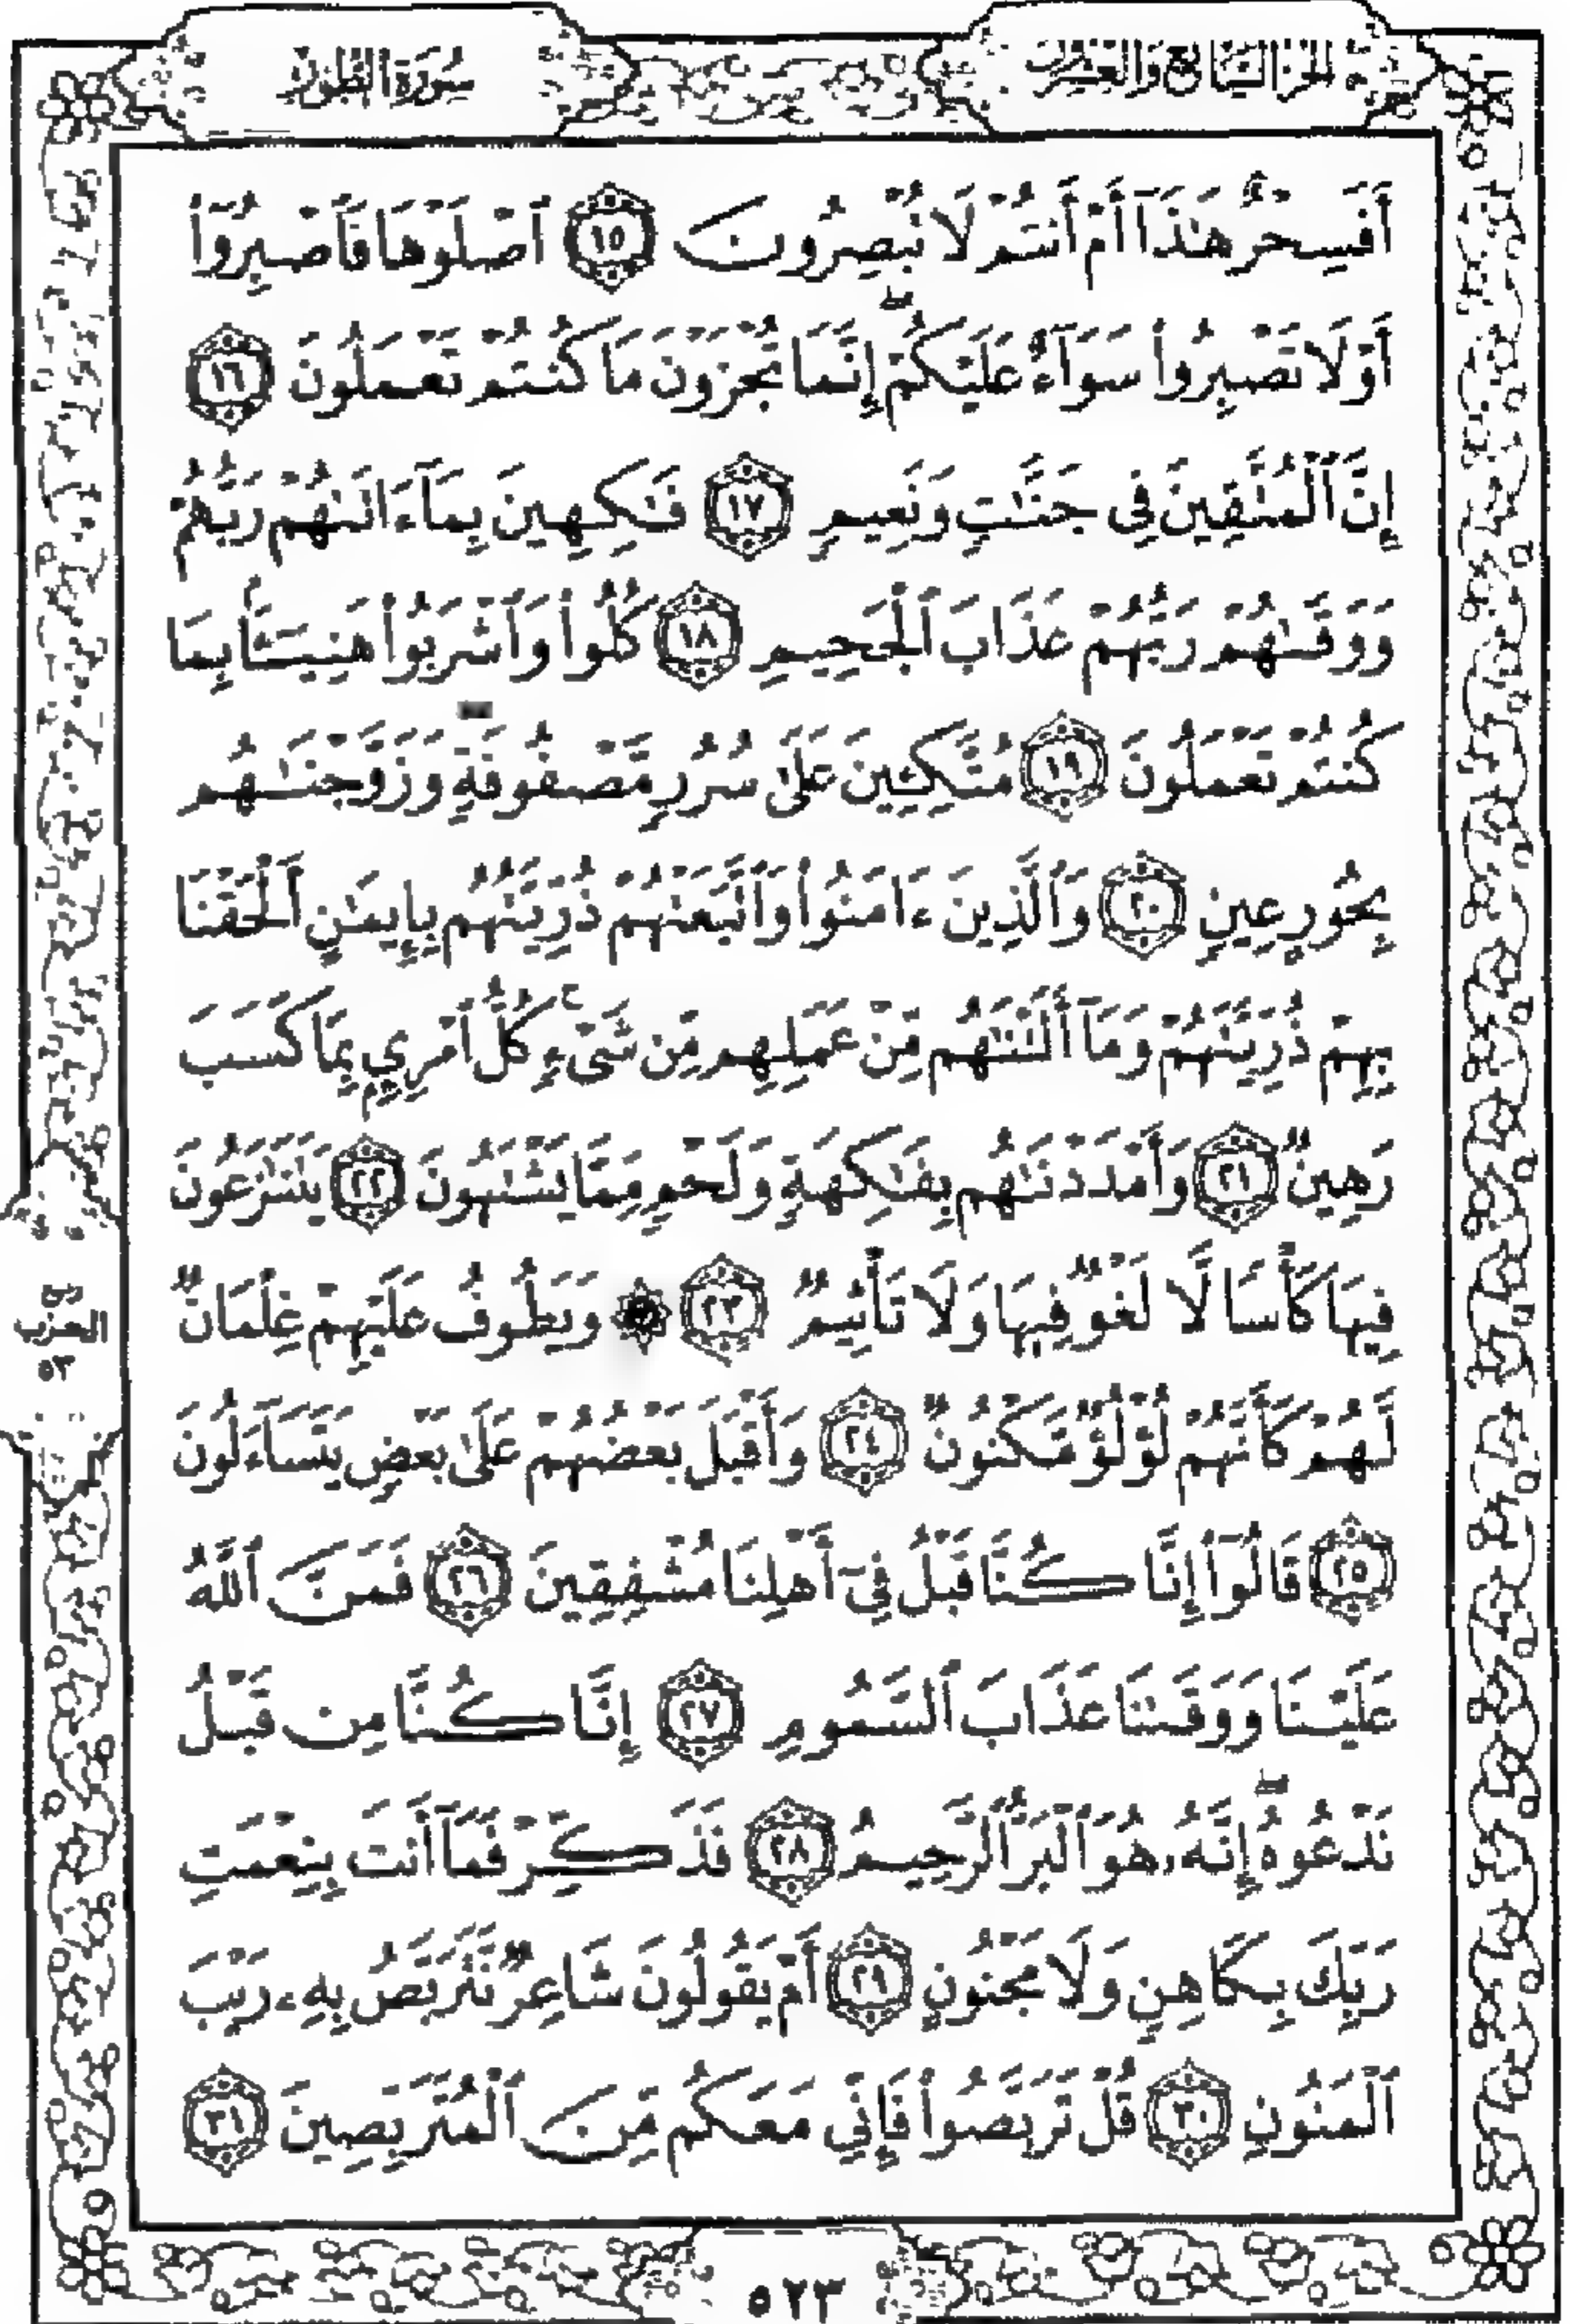 الجزء السابع والعشرون
سورة الطور
أَفَسِحْرٌ هَٰذَآ أَمْ أَنتُمْ لَا تُبْصِرُونَ ١٥ ٱصْلَوْهَا فَٱصْبِرُوٓا۟
أَوْ لَا تَصْبِرُوا۟ سَوَآءٌ عَلَيْكُمْ ۖ إِنَّمَا تُجْزَوْنَ مَا كُنتُمْ تَعْمَلُونَ ١٦
إِنَّ ٱلْمُتَّقِينَ فِى جَنَّٰتٍ وَنَعِيمٍ ١٧ فَٰكِهِينَ بِمَآ ءَاتَىٰهُمْ رَبُّهُمْ
وَوَقَىٰهُمْ رَبُّهُمْ عَذَابَ ٱلْجَحِيمِ ١٨ كُلُوا۟ وَٱشْرَبُوا۟ هَنِيٓـًٔۢا بِمَا
كُنتُمْ تَعْمَلُونَ ١٩ مُتَّكِـِٔينَ عَلَىٰ سُرُرٍ مَّصْفُوفَةٍ ۖ وَزَوَّجْنَٰهُم
بِحُورٍ عِينٍ ٢٠ وَٱلَّذِينَ ءَامَنُوا۟ وَٱتَّبَعَتْهُمْ ذُرِّيَّتُهُم بِإِيمَٰنٍ أَلْحَقْنَا
بِهِمْ ذُرِّيَّتَهُمْ وَمَآ أَلَتْنَٰهُم مِّنْ عَمَلِهِم مِّن شَىْءٍ ۚ كُلُّ ٱمْرِئٍۭ بِمَا كَسَبَ
رَهِينٌ ٢١ وَأَمْدَدْنَٰهُم بِفَٰكِهَةٍ وَلَحْمٍ مِّمَّا يَشْتَهُونَ ٢٢ يَتَنَٰزَعُونَ
فِيهَا كَأْسًا لَّا لَغْوٌ فِيهَا وَلَا تَأْثِيمٌ ٢٣ ۞ وَيَطُوفُ عَلَيْهِمْ غِلْمَانٌ
لَّهُمْ كَأَنَّهُمْ لُؤْلُؤٌ مَّكْنُونٌ ٢٤ وَأَقْبَلَ بَعْضُهُمْ عَلَىٰ بَعْضٍ يَتَسَآءَلُونَ
٢٥ قَالُوٓا۟ إِنَّا كُنَّا قَبْلُ فِىٓ أَهْلِنَا مُشْفِقِينَ ٢٦ فَمَنَّ ٱللَّهُ
عَلَيْنَا وَوَقَىٰنَا عَذَابَ ٱلسَّمُومِ ٢٧ إِنَّا كُنَّا مِن قَبْلُ
نَدْعُوهُ ۖ إِنَّهُۥ هُوَ ٱلْبَرُّ ٱلرَّحِيمُ ٢٨ فَذَكِّرْ فَمَآ أَنتَ بِنِعْمَتِ
رَبِّكَ بِكَاهِنٍ وَلَا مَجْنُونٍ ٢٩ أَمْ يَقُولُونَ شَاعِرٌ نَّتَرَبَّصُ بِهِۦ رَيْبَ
ٱلْمَنُونِ ٣٠ قُلْ تَرَبَّصُوا۟ فَإِنِّى مَعَكُم مِّنَ ٱلْمُتَرَبِّصِينَ ٣١
الحزب
٥٣
٥٢٣